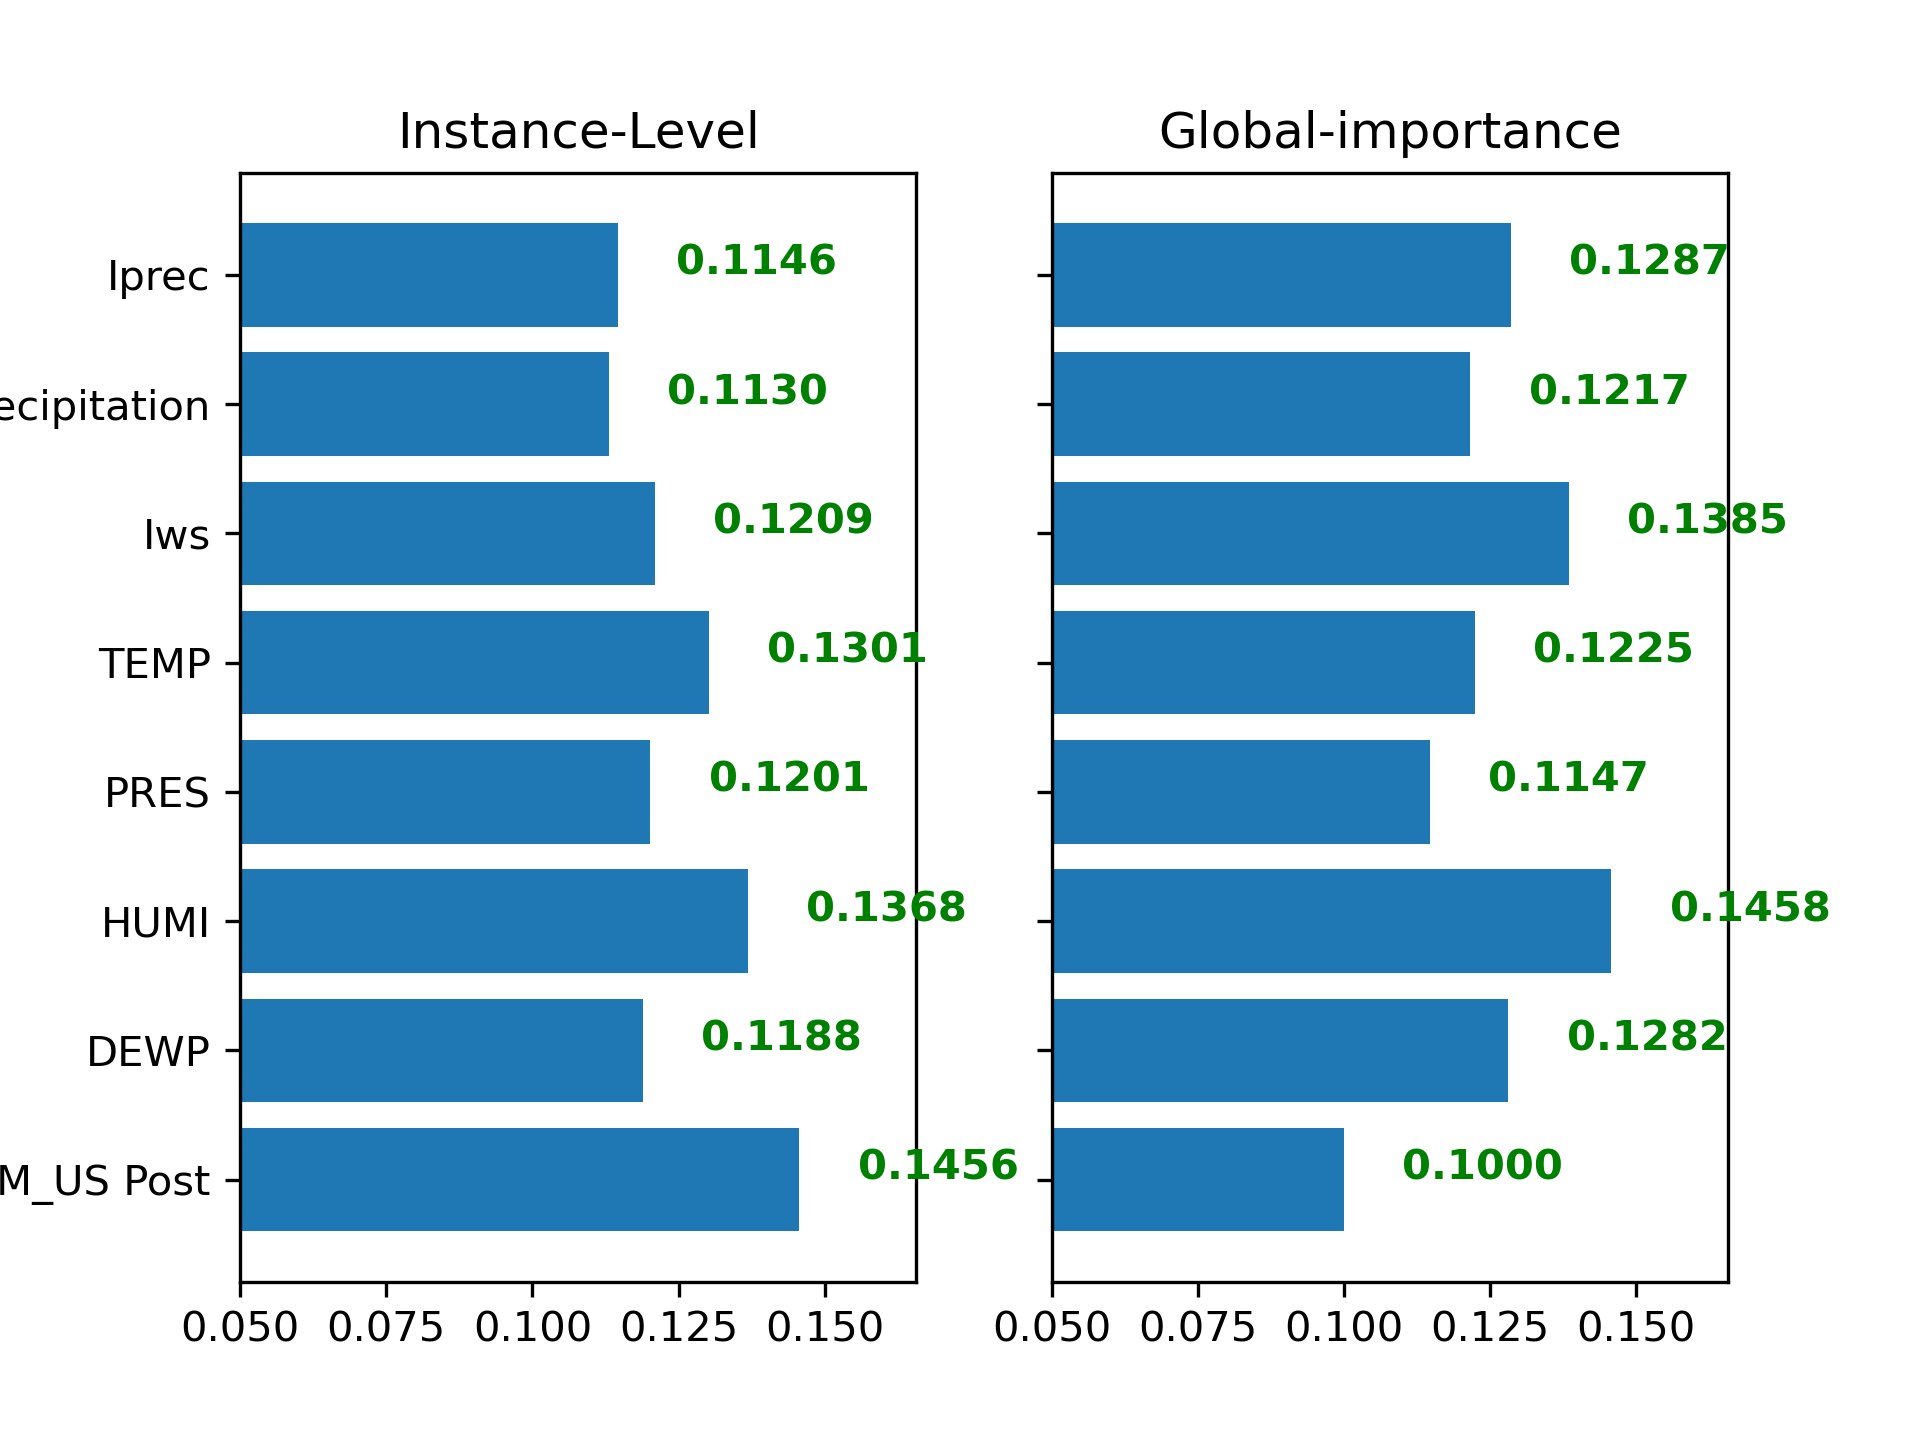 Instance-Level
Global-importance
Iprec 0.1146 0.1287
ecipitation 0.1130 0.1217
Iws 0.1209 0.1385
TEMP 0.1301 0.1225
PRES 0.1201 0.1147
HUMI 0.1368 0.1458
DEWP 0.1188 0.1282
M_US Post 0.1456 0.1000
0.050 0.075 0.100 0.125 0.150
0.050 0.075 0.100 0.125 0.150